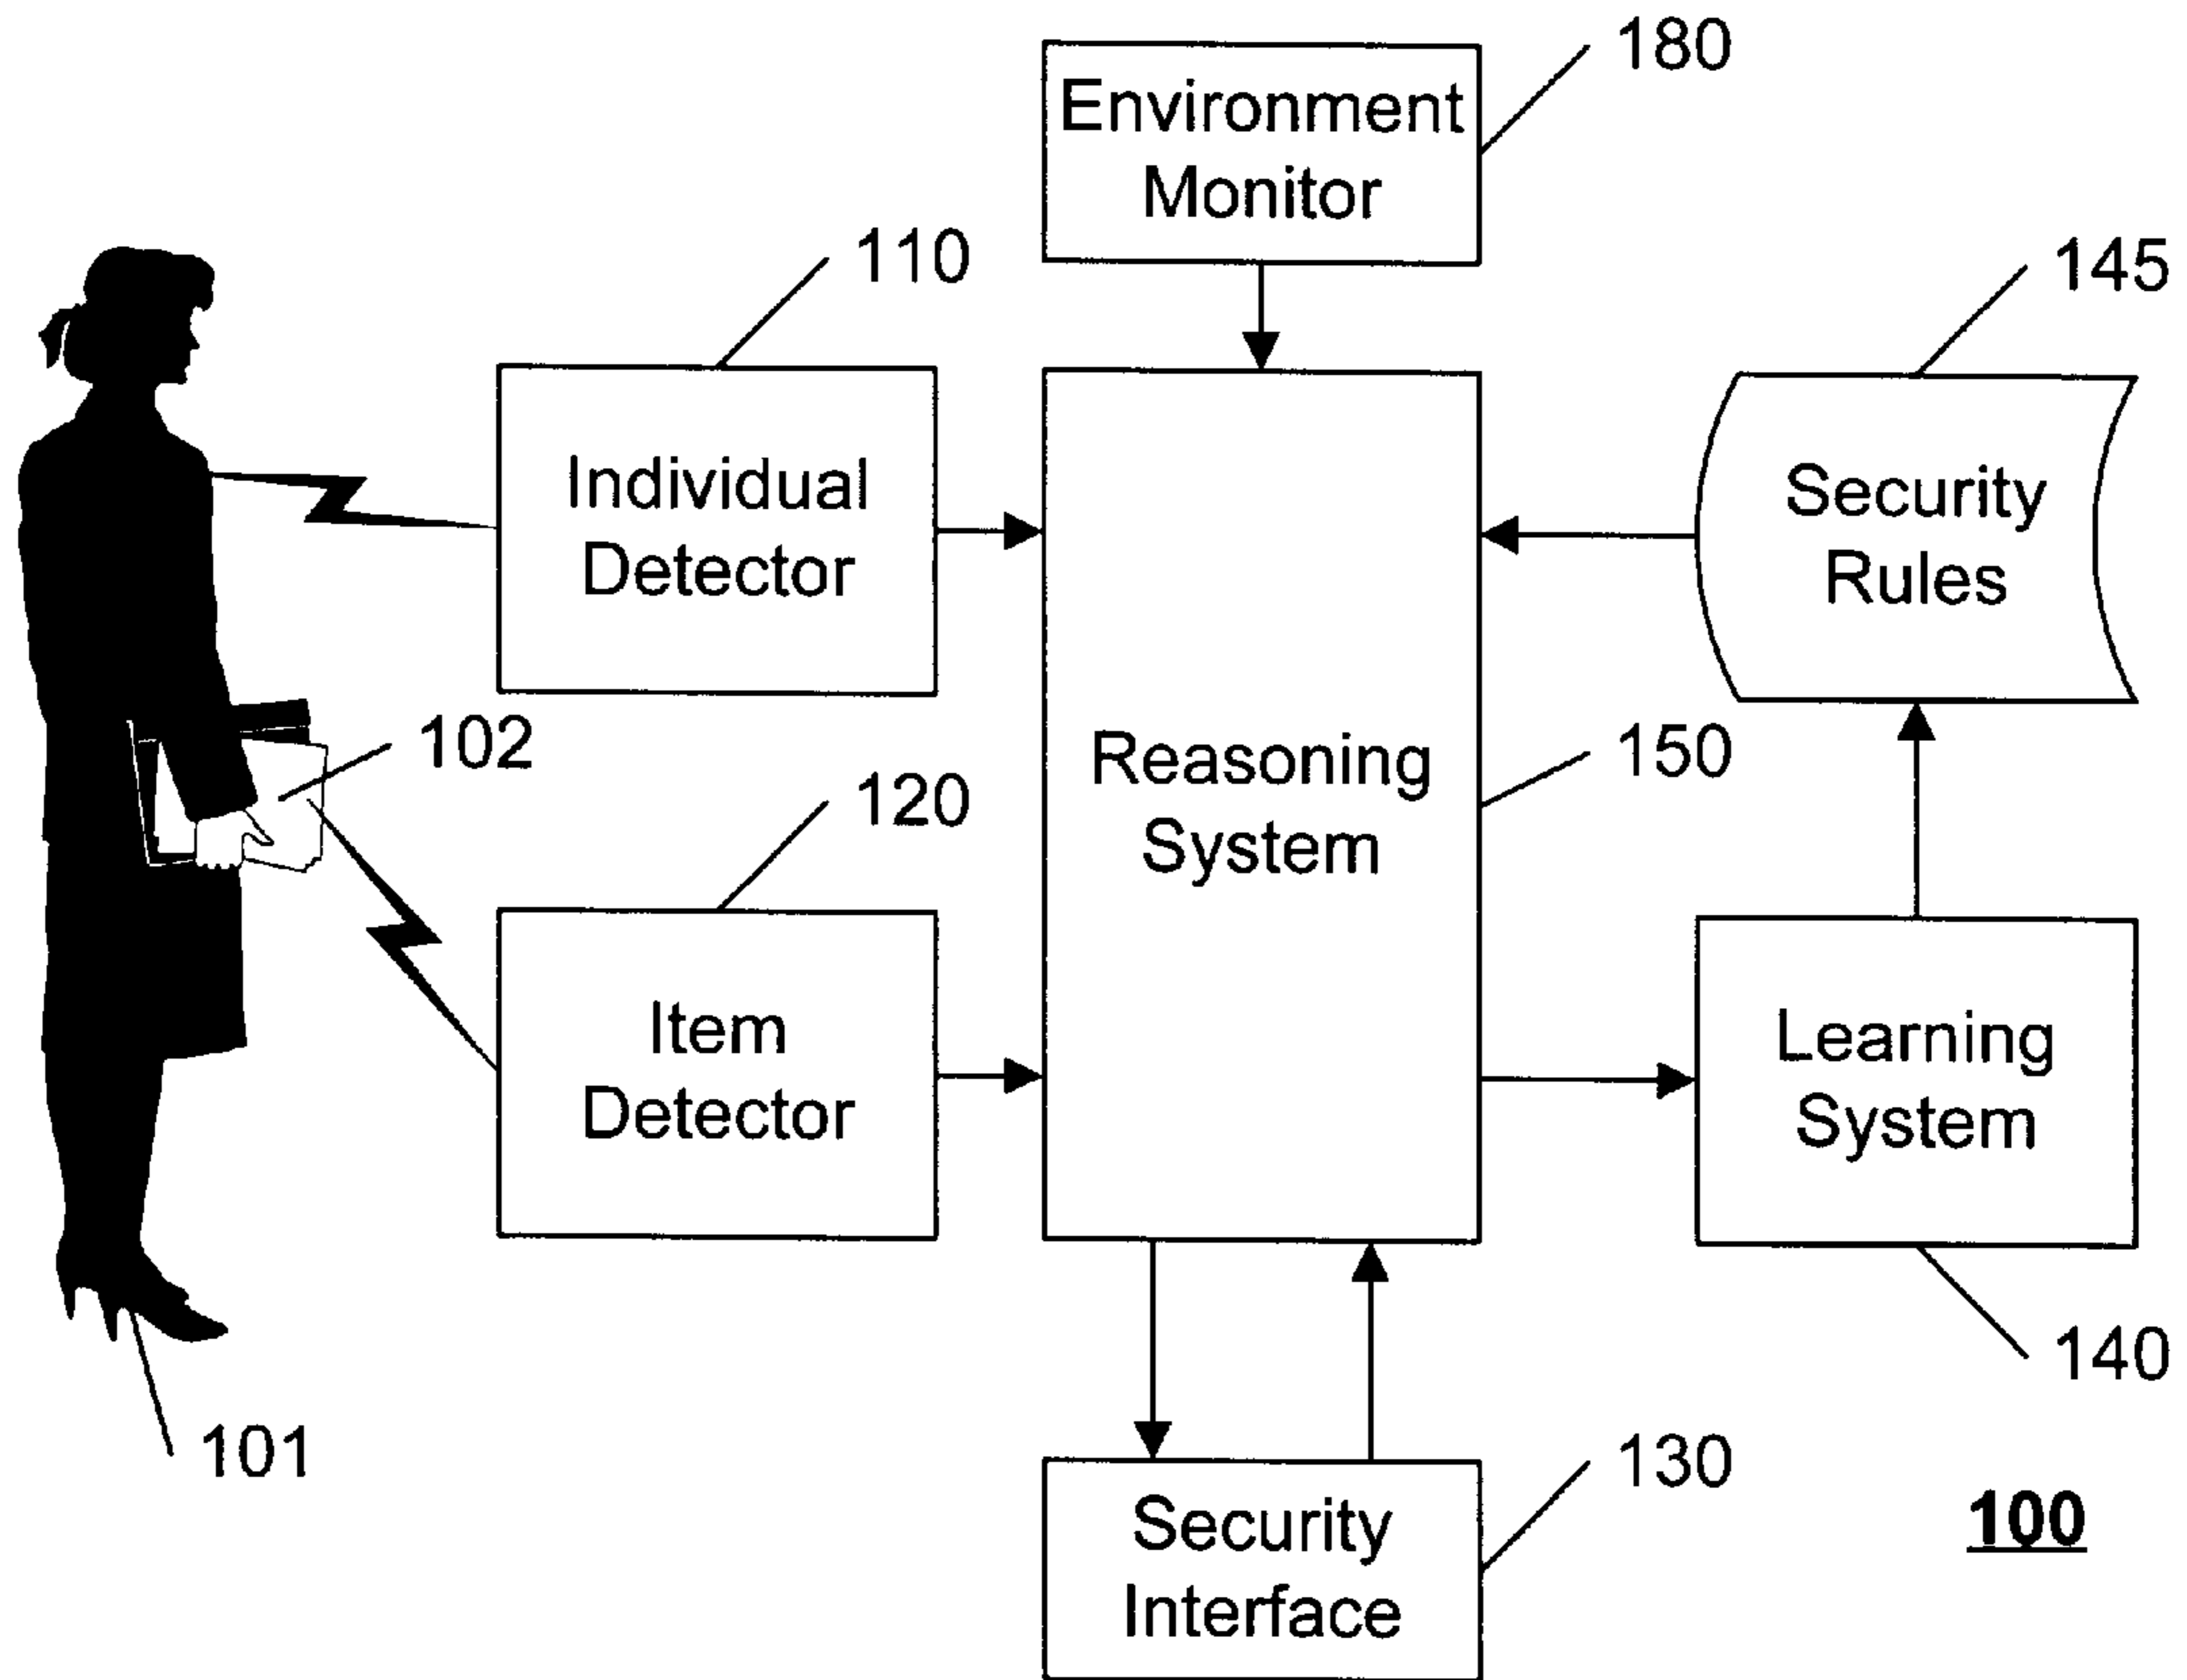 180
Environment
Monitor
110
145
Individual
Detector
Security
Rules
102
120
Reasoning
System
150
Item
Detector
Learning
System
140
101
130
Security
Interface
100